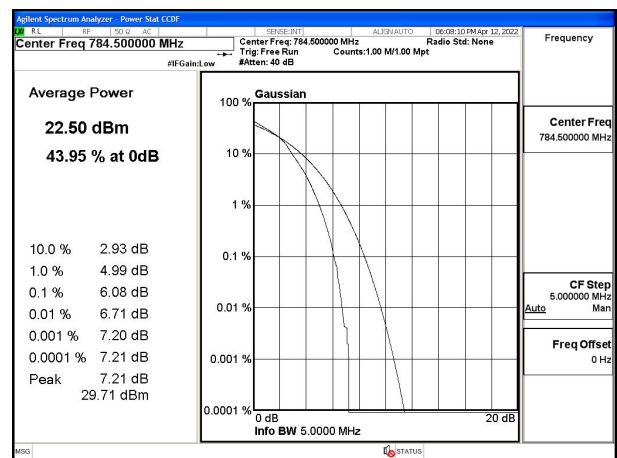 Agilent Spectrum Analyzer - Power Stat CCDF
RL RF 50 Ω AC SENSE:INT ALIGN AUTO 06:08:10 PM Apr 12, 2022
Center Freq 784.500000 MHz
Center Freq: 784.500000 MHz Radio Std: None
Trig: Free Run Counts:1.00 M/1.00 Mpt
#IFGain:Low #Atten: 40 dB
Frequency
Average Power
22.50 dBm
43.95 % at 0dB
10.0 % 2.93 dB
1.0 % 4.99 dB
0.1 % 6.08 dB
0.01 % 6.71 dB
0.001 % 7.20 dB
0.0001 % 7.21 dB
Peak 7.21 dB
29.71 dBm
Gaussian
100 %
10 %
1 %
0.1 %
0.01 %
0.001 %
0.0001 %
0 dB 20 dB
Info BW 5.0000 MHz
Center Freq
784.500000 MHz
CF Step
5.000000 MHz
Auto Man
Freq Offset
0 Hz
MSG STATUS